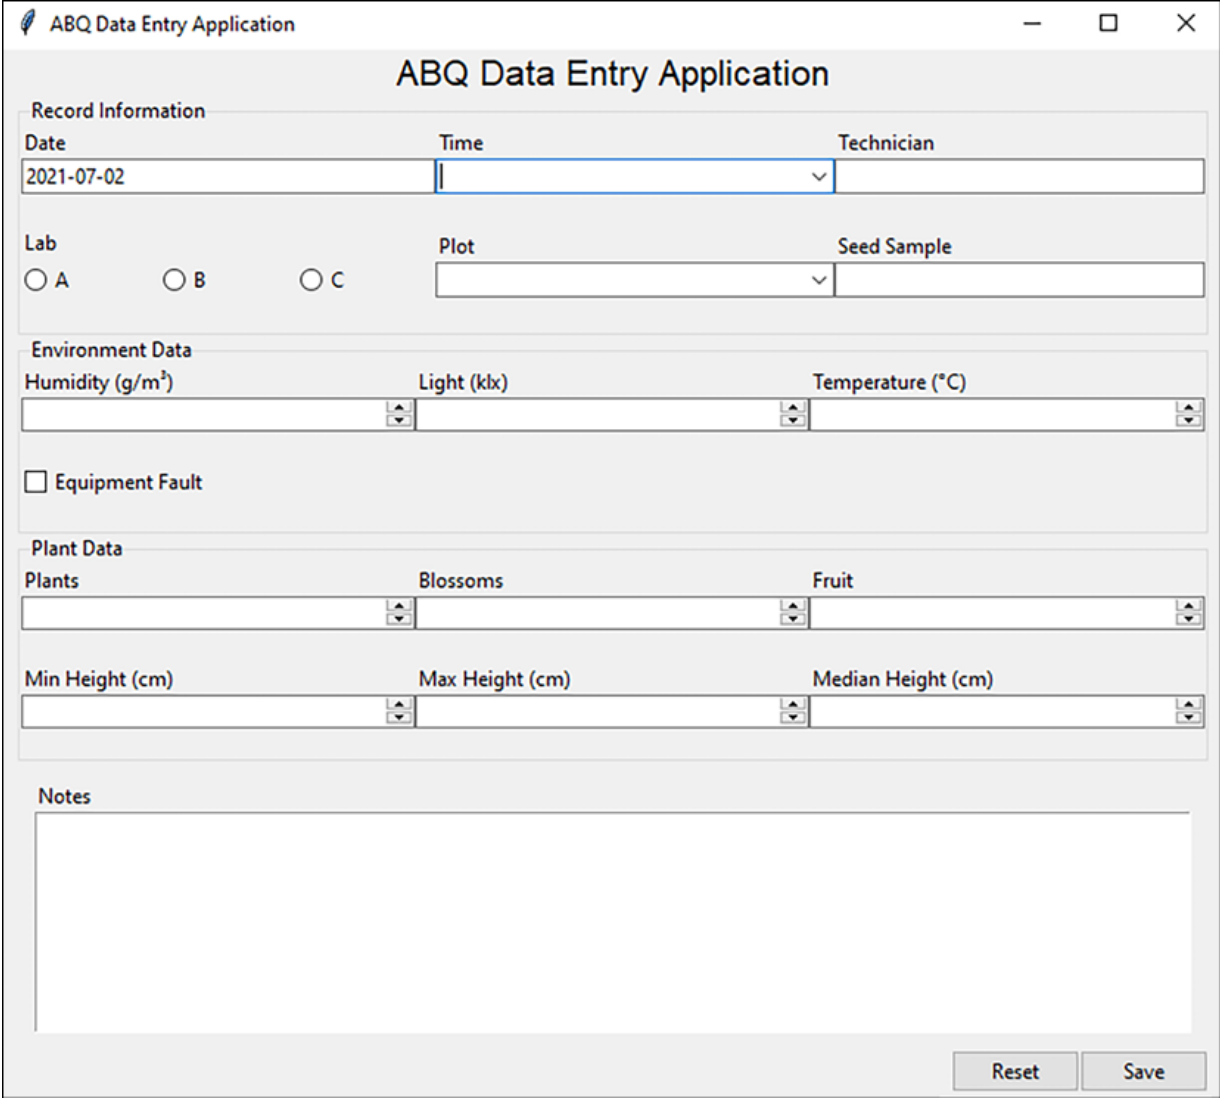 ABQ Data Entry Application
ABQ Data Entry Application
Record Information
Date Time Technician
2021-07-02
Lab Plot Seed Sample
A B C
Environment Data
Humidity (g/m³) Light (klx) Temperature (°C)
Equipment Fault
Plant Data
Plants Blossoms Fruit
Min Height (cm) Max Height (cm) Median Height (cm)
Notes
Reset Save